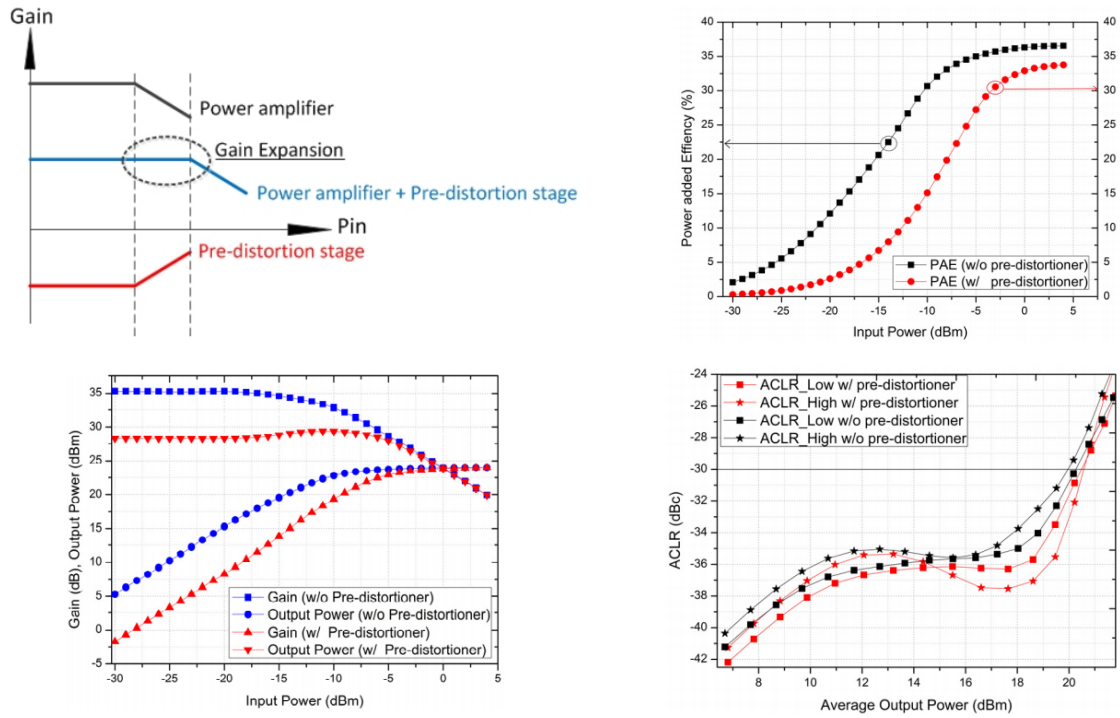 Gain
Power amplifier
Gain Expansion
Power amplifier + Pre-distortion stage
Pin
Pre-distortion stage
Power added Effiency (%)
40
35
30
25
20
15
10
5
0
40
30
20
10
0
PAE (w/o pre-distortioner)
PAE (w/ pre-distortioner)
-30 -25 -20 -15 -10 -5 0 5
Input Power (dBm)
Gain (dB), Output Power (dBm)
35
30
25
20
15
10
5
0
-5
Gain (w/o Pre-distortioner)
Output Power (w/o Pre-distortioner)
Gain (w/ Pre-distortioner)
Output Power (w/ Pre-distortioner)
-30 -25 -20 -15 -10 -5 0 5
Input Power (dBm)
ACLR (dBc)
-24
-26
-28
-30
-32
-34
-36
-38
-40
-42
ACLR_Low w/ pre-distortioner
ACLR_High w/ pre-distortioner
ACLR_Low w/o pre-distortioner
ACLR_High w/o pre-distortioner
8 10 12 14 16 18 20
Average Output Power (dBm)